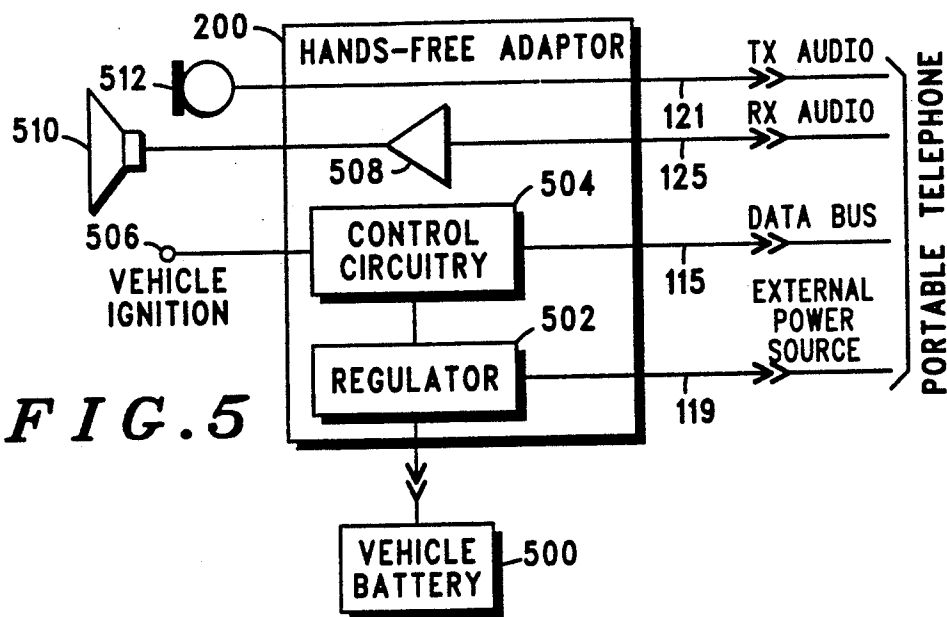 200
HANDS-FREE ADAPTOR
512
510
508
504
506
VEHICLE
IGNITION
CONTROL
CIRCUITRY
502
REGULATOR
TX AUDIO
121
RX AUDIO
125
DATA BUS
115
EXTERNAL
POWER
SOURCE
119
PORTABLE TELEPHONE
FIG.5
VEHICLE
BATTERY
500